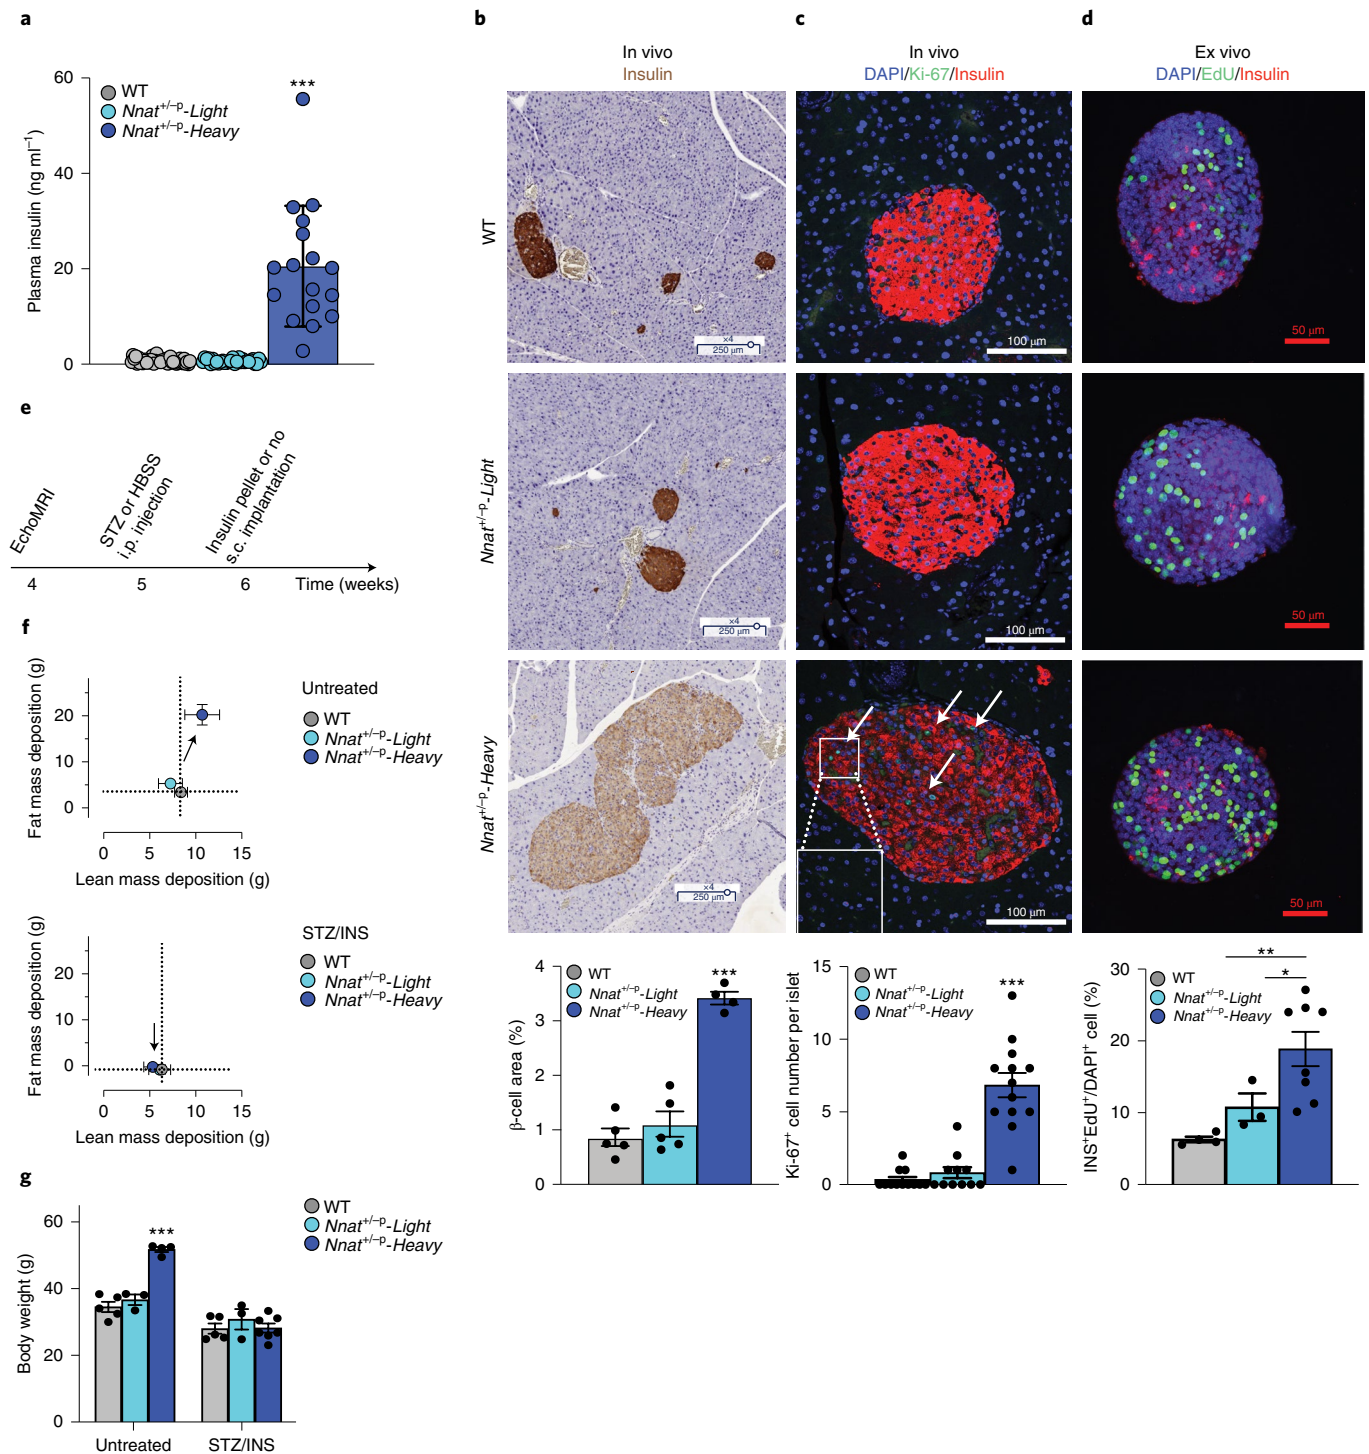 a
Plasma insulin (ng ml⁻¹)
60
40
20
0
***
WT
Nnat⁺/⁻ᵖ-Light
Nnat⁺/⁻ᵖ-Heavy
b
In vivo
Insulin
c
In vivo
DAPI/Ki-67/Insulin
d
Ex vivo
DAPI/EdU/Insulin
WT
×4
250 µm
100 µm
50 µm
Nnat⁺/⁻ᵖ-Light
×4
250 µm
100 µm
50 µm
Nnat⁺/⁻ᵖ-Heavy
×4
250 µm
100 µm
50 µm
β-cell area (%)
4
3
2
1
0
WT
Nnat⁺/⁻ᵖ-Light
Nnat⁺/⁻ᵖ-Heavy
***
Ki-67⁺ cell number per islet
15
10
5
0
WT
Nnat⁺/⁻ᵖ-Light
Nnat⁺/⁻ᵖ-Heavy
***
INS⁺EdU⁺/DAPI⁺ cell (%)
30
20
10
0
WT
Nnat⁺/⁻ᵖ-Light
Nnat⁺/⁻ᵖ-Heavy
**
*
e
EchoMRI
STZ or HBSS
i.p. injection
Insulin pellet or no
s.c. implantation
4
5
6
Time (weeks)
f
Fat mass deposition (g)
20
10
0
0
5
10
15
Lean mass deposition (g)
Untreated
WT
Nnat⁺/⁻ᵖ-Light
Nnat⁺/⁻ᵖ-Heavy
Fat mass deposition (g)
20
10
0
0
5
10
15
Lean mass deposition (g)
STZ/INS
WT
Nnat⁺/⁻ᵖ-Light
Nnat⁺/⁻ᵖ-Heavy
g
Body weight (g)
60
40
20
0
***
Untreated
STZ/INS
WT
Nnat⁺/⁻ᵖ-Light
Nnat⁺/⁻ᵖ-Heavy